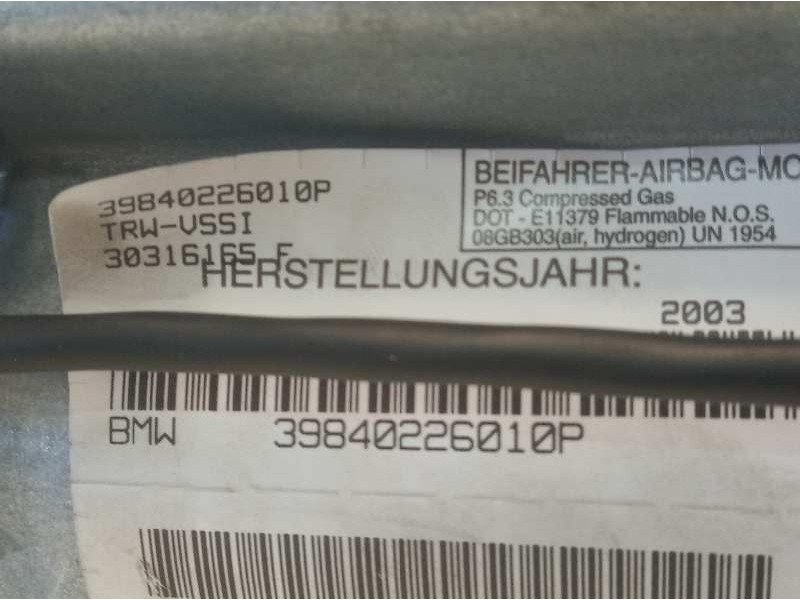 39840226010P
TRW-VSSI
30316165 F
BEIFAHRER-AIRBAG-MO
P6.3 Compressed Gas
DOT - E11379 Flammable N.O.S.
08GB303(air, hydrogen) UN 1954
HERSTELLUNGSJAHR:
2003
BMW 39840226010P